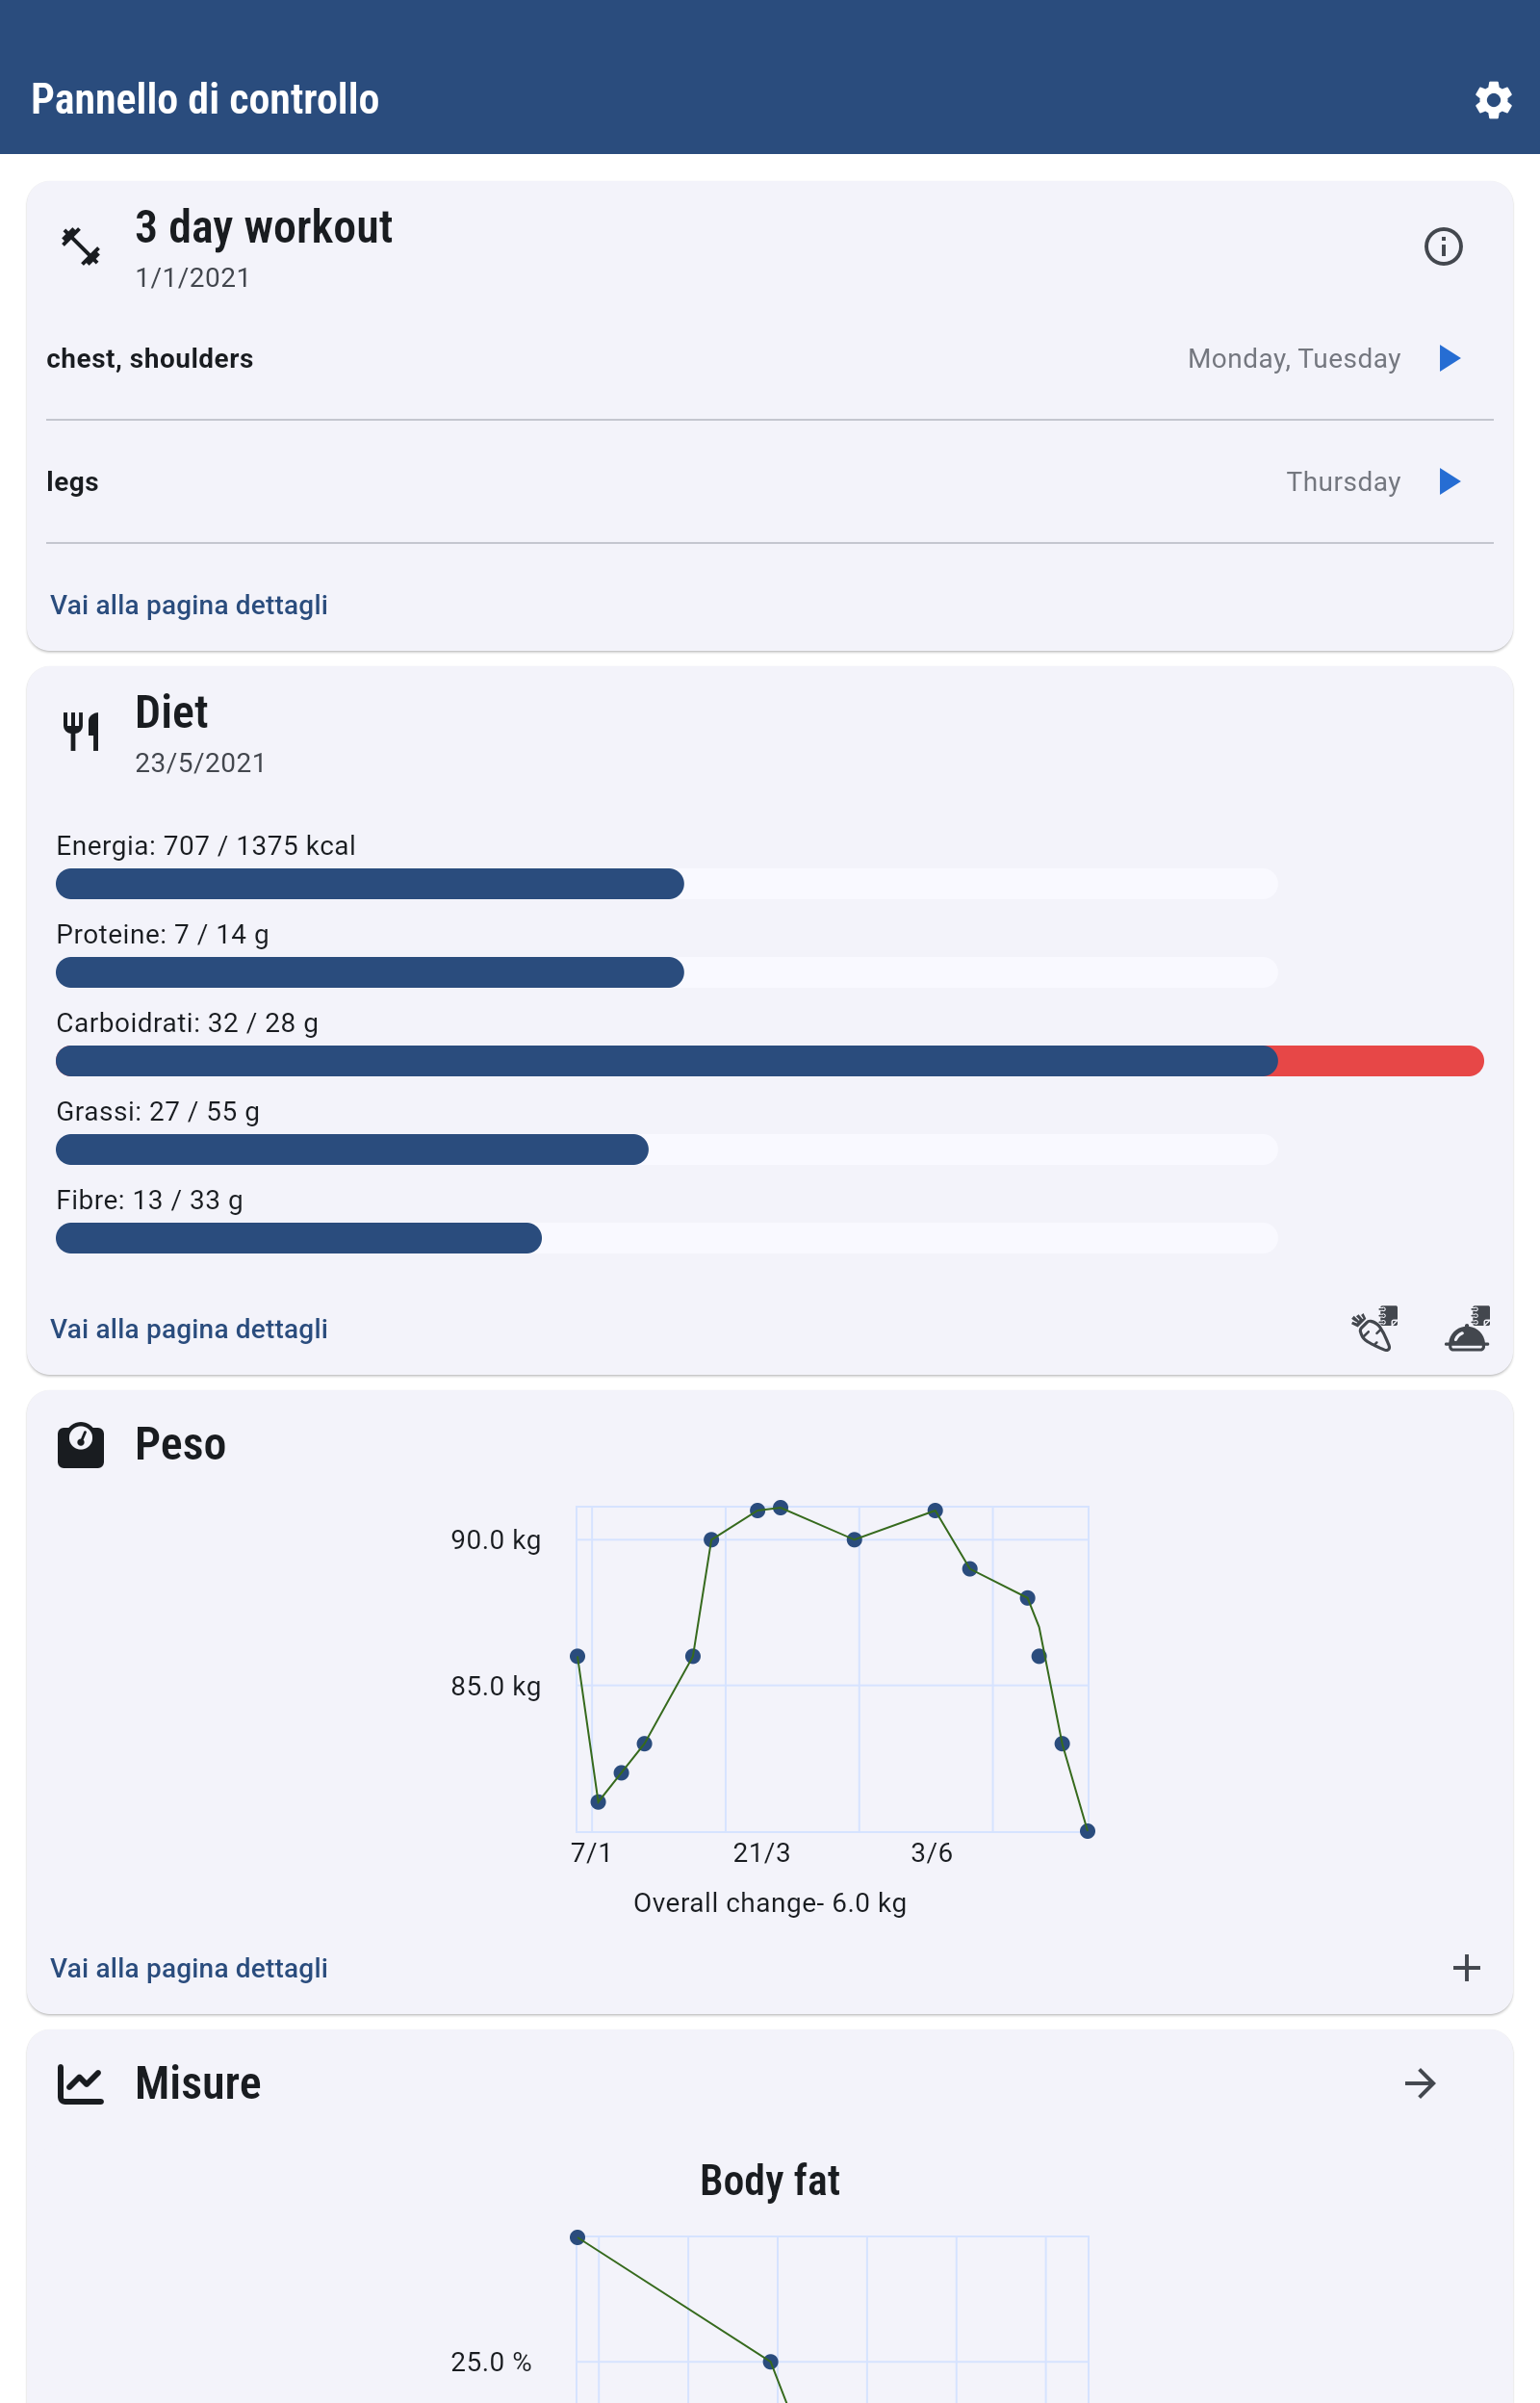 Pannello di controllo
3 day workout
1/1/2021
chest, shoulders
Monday, Tuesday
legs
Thursday
Vai alla pagina dettagli
Diet
23/5/2021
Energia: 707 / 1375 kcal
Proteine: 7 / 14 g
Carboidrati: 32 / 28 g
Grassi: 27 / 55 g
Fibre: 13 / 33 g
Vai alla pagina dettagli
Peso
90.0 kg
85.0 kg
7/1 21/3 3/6
Overall change- 6.0 kg
Vai alla pagina dettagli
Misure
Body fat
25.0 %